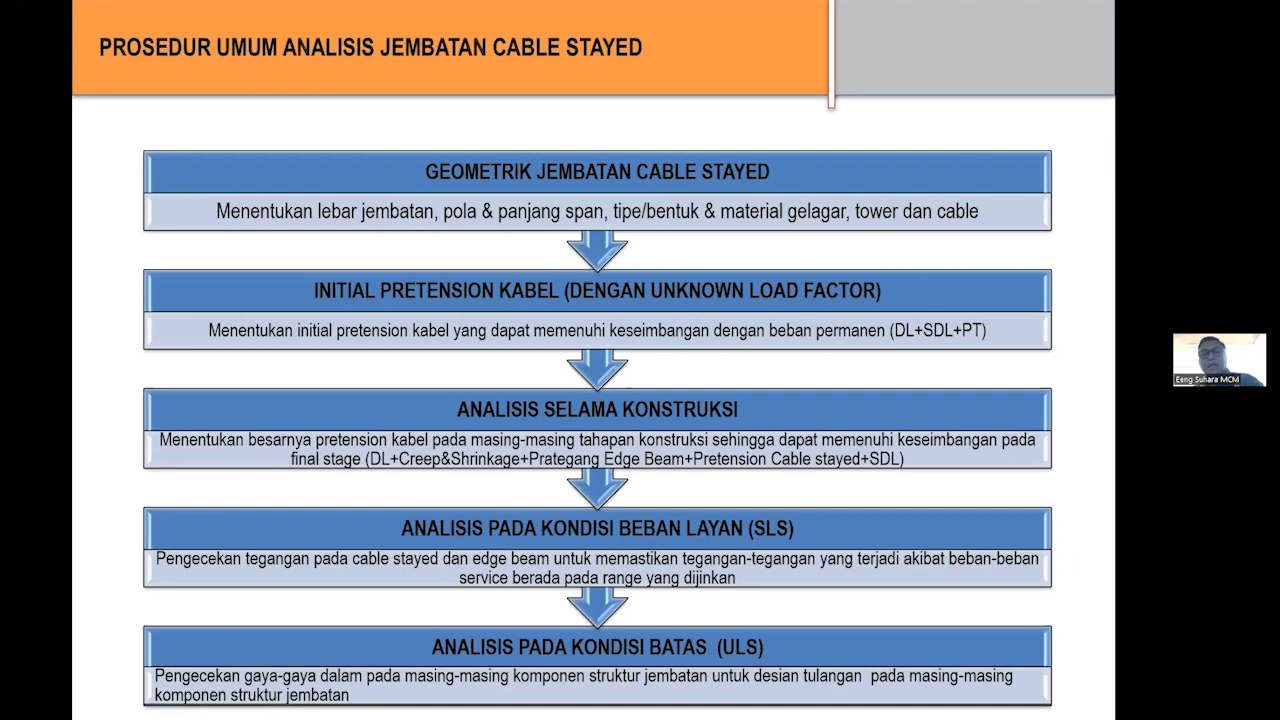 PROSEDUR UMUM ANALISIS JEMBATAN CABLE STAYED
GEOMETRIK JEMBATAN CABLE STAYED
Menentukan lebar jembatan, pola & panjang span, tipe/bentuk & material gelagar, tower dan cable
INITIAL PRETENSION KABEL (DENGAN UNKNOWN LOAD FACTOR)
Menentukan initial pretension kabel yang dapat memenuhi keseimbangan dengan beban permanen (DL+SDL+PT)
ANALISIS SELAMA KONSTRUKSI
Menentukan besarnya pretension kabel pada masing-masing tahapan konstruksi sehingga dapat memenuhi keseimbangan pada
final stage (DL+Creep&Shrinkage+Prategang Edge Beam+Pretension Cable stayed+SDL)
ANALISIS PADA KONDISI BEBAN LAYAN (SLS)
Pengecekan tegangan pada cable stayed dan edge beam untuk memastikan tegangan-tegangan yang terjadi akibat beban-beban
service berada pada range yang dijinkan
ANALISIS PADA KONDISI BATAS (ULS)
Pengecekan gaya-gaya dalam pada masing-masing komponen struktur jembatan untuk desian tulangan pada masing-masing
komponen struktur jembatan
Eeng Suhara MCM